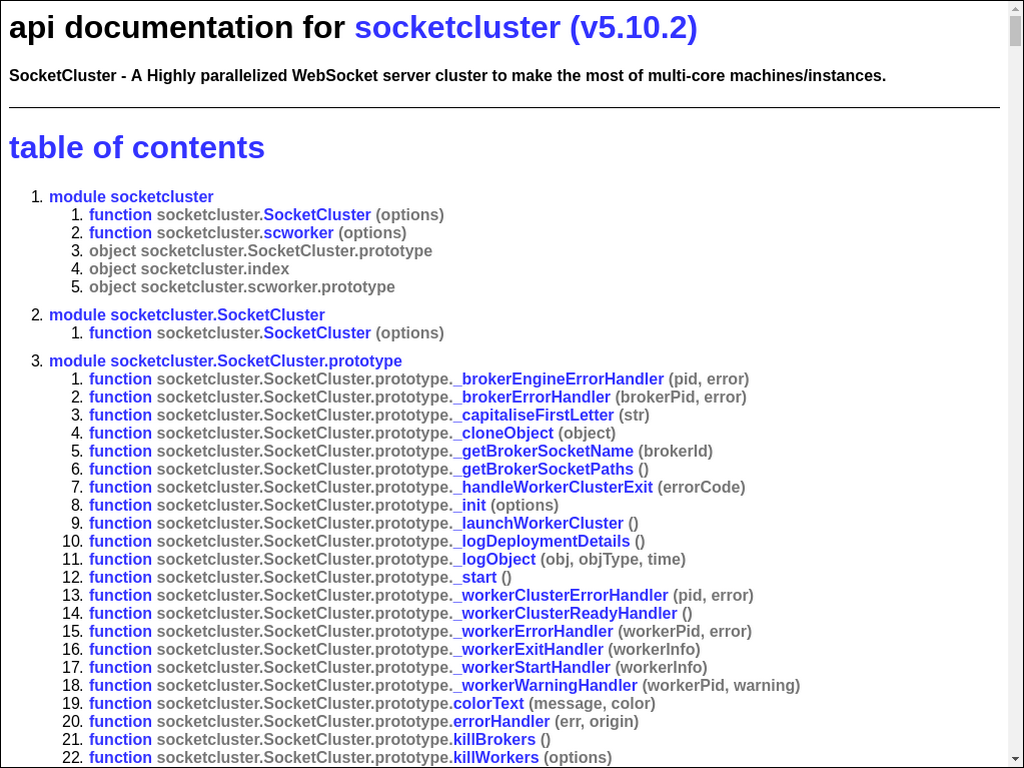 api documentation for socketcluster (v5.10.2)
SocketCluster - A Highly parallelized WebSocket server cluster to make the most of multi-core machines/instances.
table of contents
1. module socketcluster
1. function socketcluster.SocketCluster (options)
2. function socketcluster.scworker (options)
3. object socketcluster.SocketCluster.prototype
4. object socketcluster.index
5. object socketcluster.scworker.prototype
2. module socketcluster.SocketCluster
1. function socketcluster.SocketCluster (options)
3. module socketcluster.SocketCluster.prototype
1. function socketcluster.SocketCluster.prototype._brokerEngineErrorHandler (pid, error)
2. function socketcluster.SocketCluster.prototype._brokerErrorHandler (brokerPid, error)
3. function socketcluster.SocketCluster.prototype._capitaliseFirstLetter (str)
4. function socketcluster.SocketCluster.prototype._cloneObject (object)
5. function socketcluster.SocketCluster.prototype._getBrokerSocketName (brokerId)
6. function socketcluster.SocketCluster.prototype._getBrokerSocketPaths ()
7. function socketcluster.SocketCluster.prototype._handleWorkerClusterExit (errorCode)
8. function socketcluster.SocketCluster.prototype._init (options)
9. function socketcluster.SocketCluster.prototype._launchWorkerCluster ()
10. function socketcluster.SocketCluster.prototype._logDeploymentDetails ()
11. function socketcluster.SocketCluster.prototype._logObject (obj, objType, time)
12. function socketcluster.SocketCluster.prototype._start ()
13. function socketcluster.SocketCluster.prototype._workerClusterErrorHandler (pid, error)
14. function socketcluster.SocketCluster.prototype._workerClusterReadyHandler ()
15. function socketcluster.SocketCluster.prototype._workerErrorHandler (workerPid, error)
16. function socketcluster.SocketCluster.prototype._workerExitHandler (workerInfo)
17. function socketcluster.SocketCluster.prototype._workerStartHandler (workerInfo)
18. function socketcluster.SocketCluster.prototype._workerWarningHandler (workerPid, warning)
19. function socketcluster.SocketCluster.prototype.colorText (message, color)
20. function socketcluster.SocketCluster.prototype.errorHandler (err, origin)
21. function socketcluster.SocketCluster.prototype.killBrokers ()
22. function socketcluster.SocketCluster.prototype.killWorkers (options)